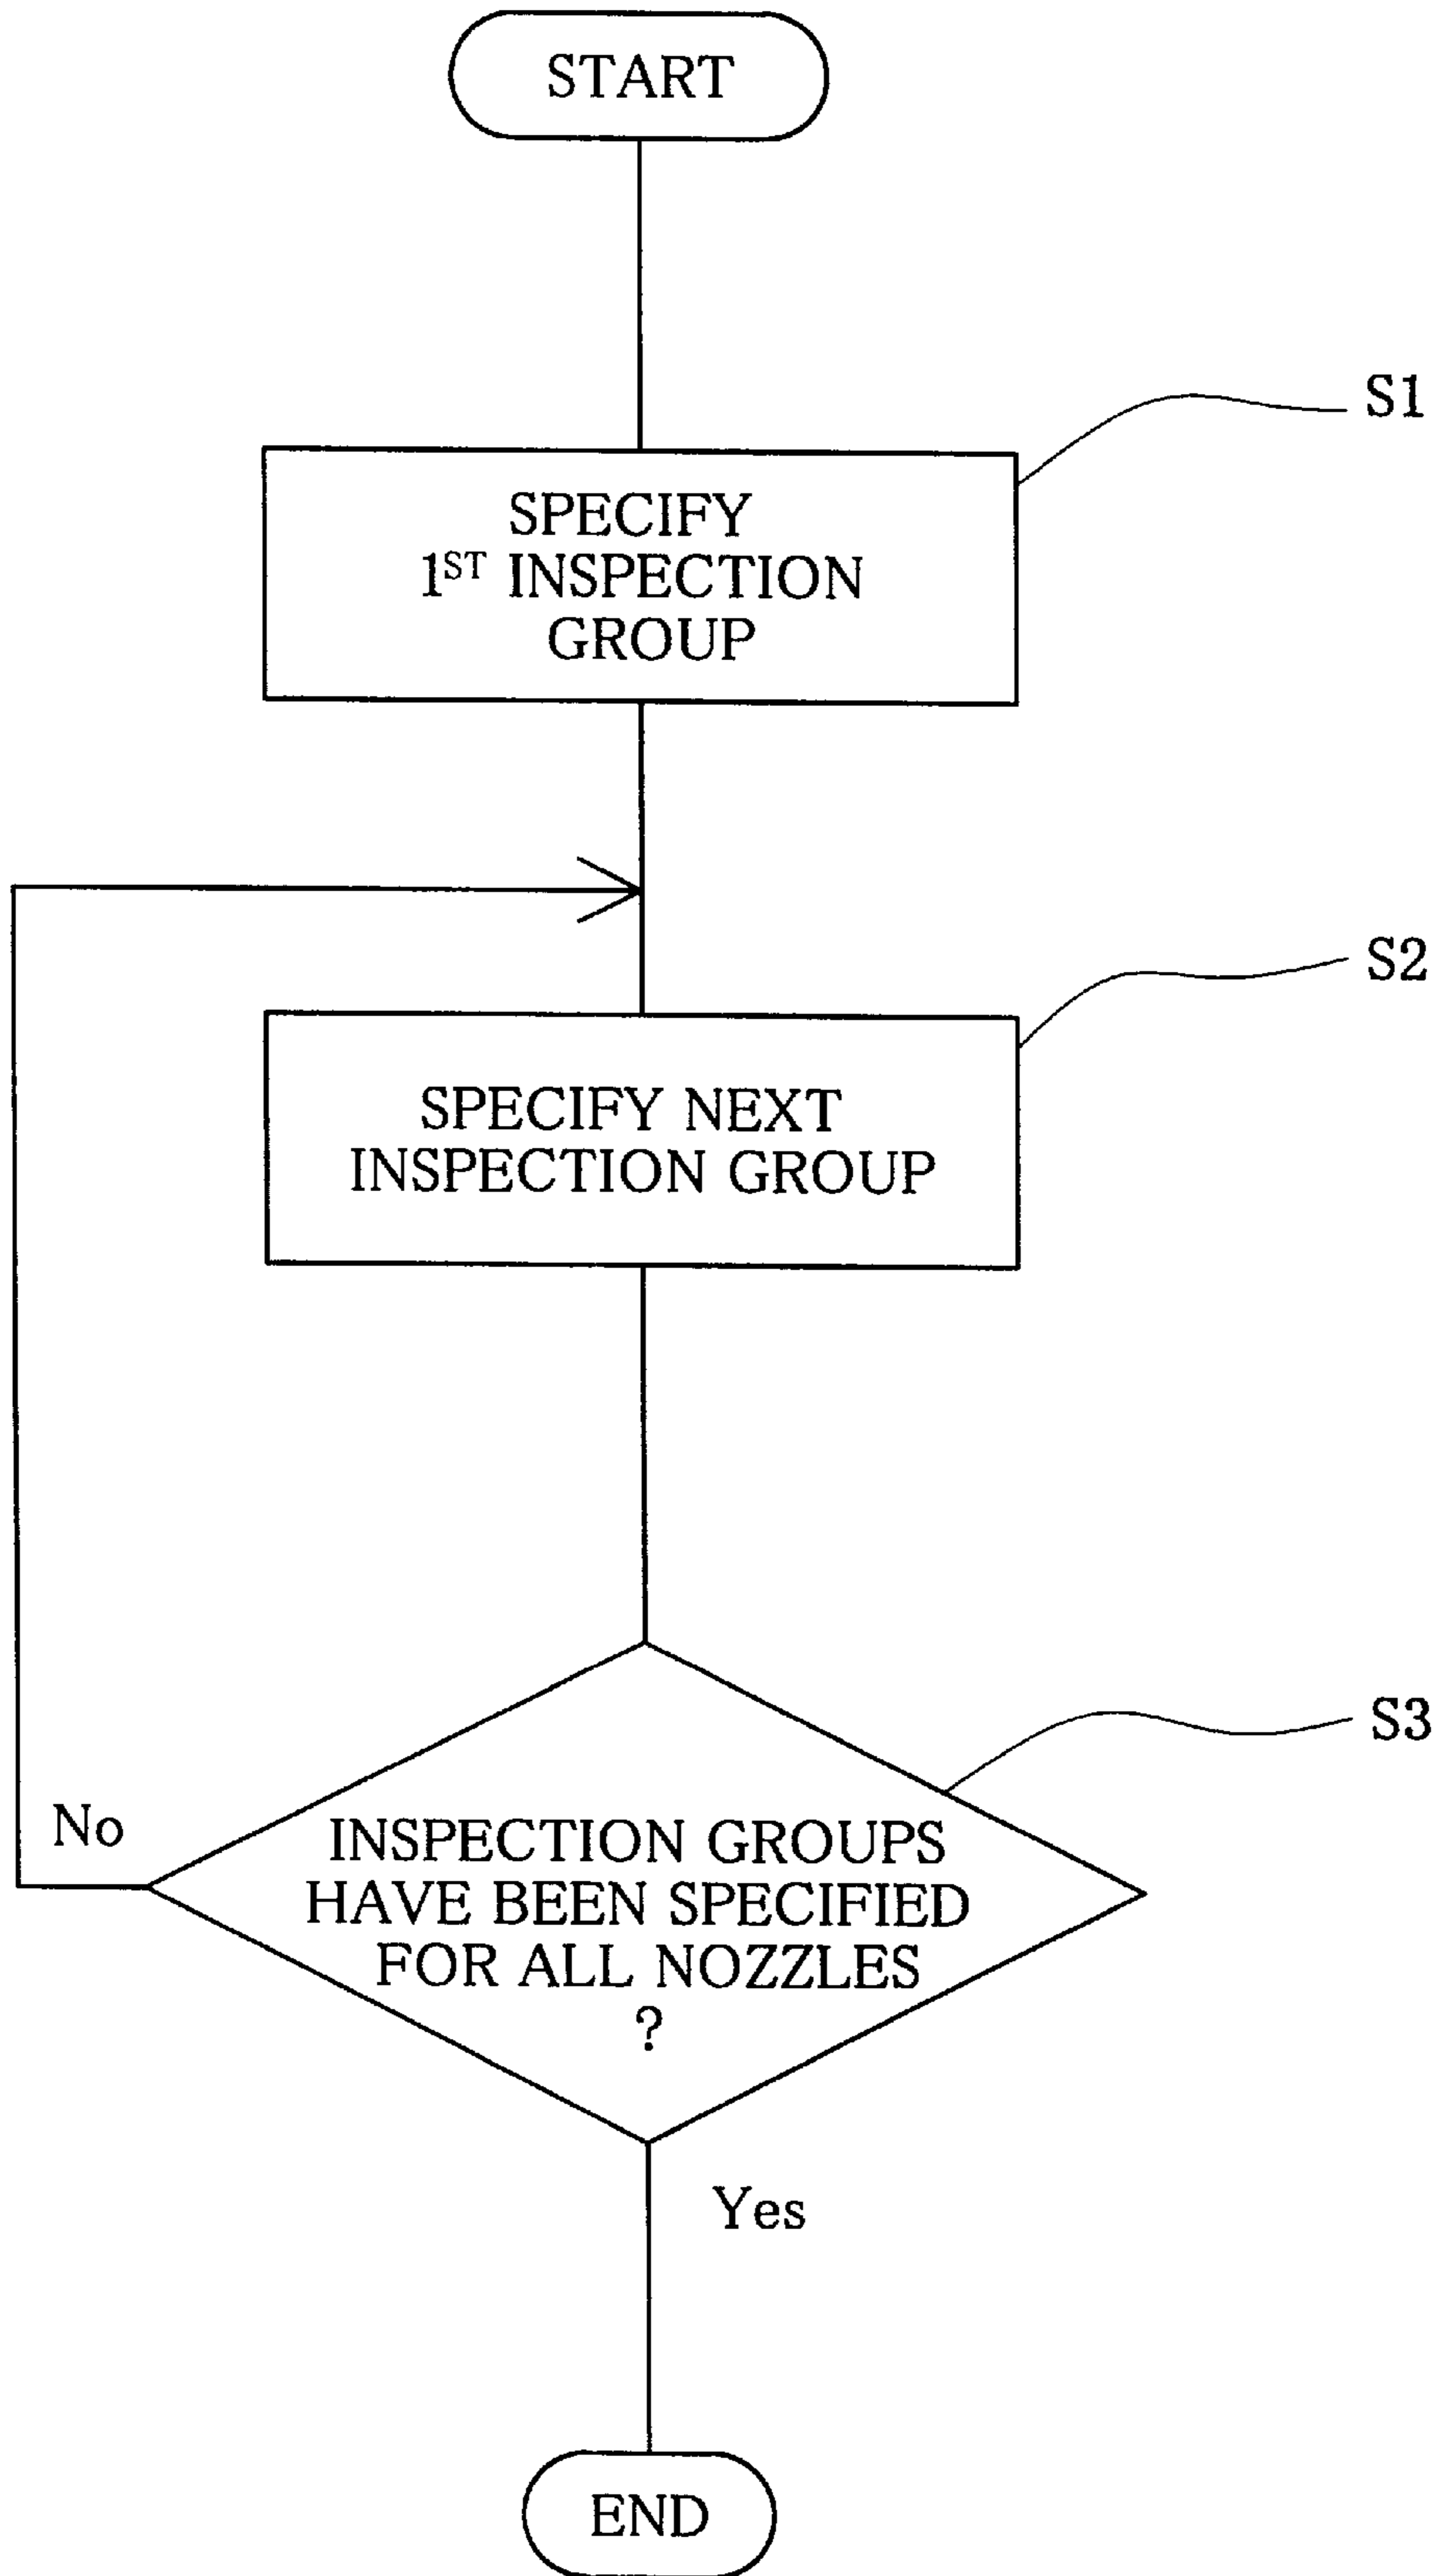 START
S1
SPECIFY
1ST INSPECTION
GROUP
S2
SPECIFY NEXT
INSPECTION GROUP
S3
No
INSPECTION GROUPS
HAVE BEEN SPECIFIED
FOR ALL NOZZLES
?
Yes
END